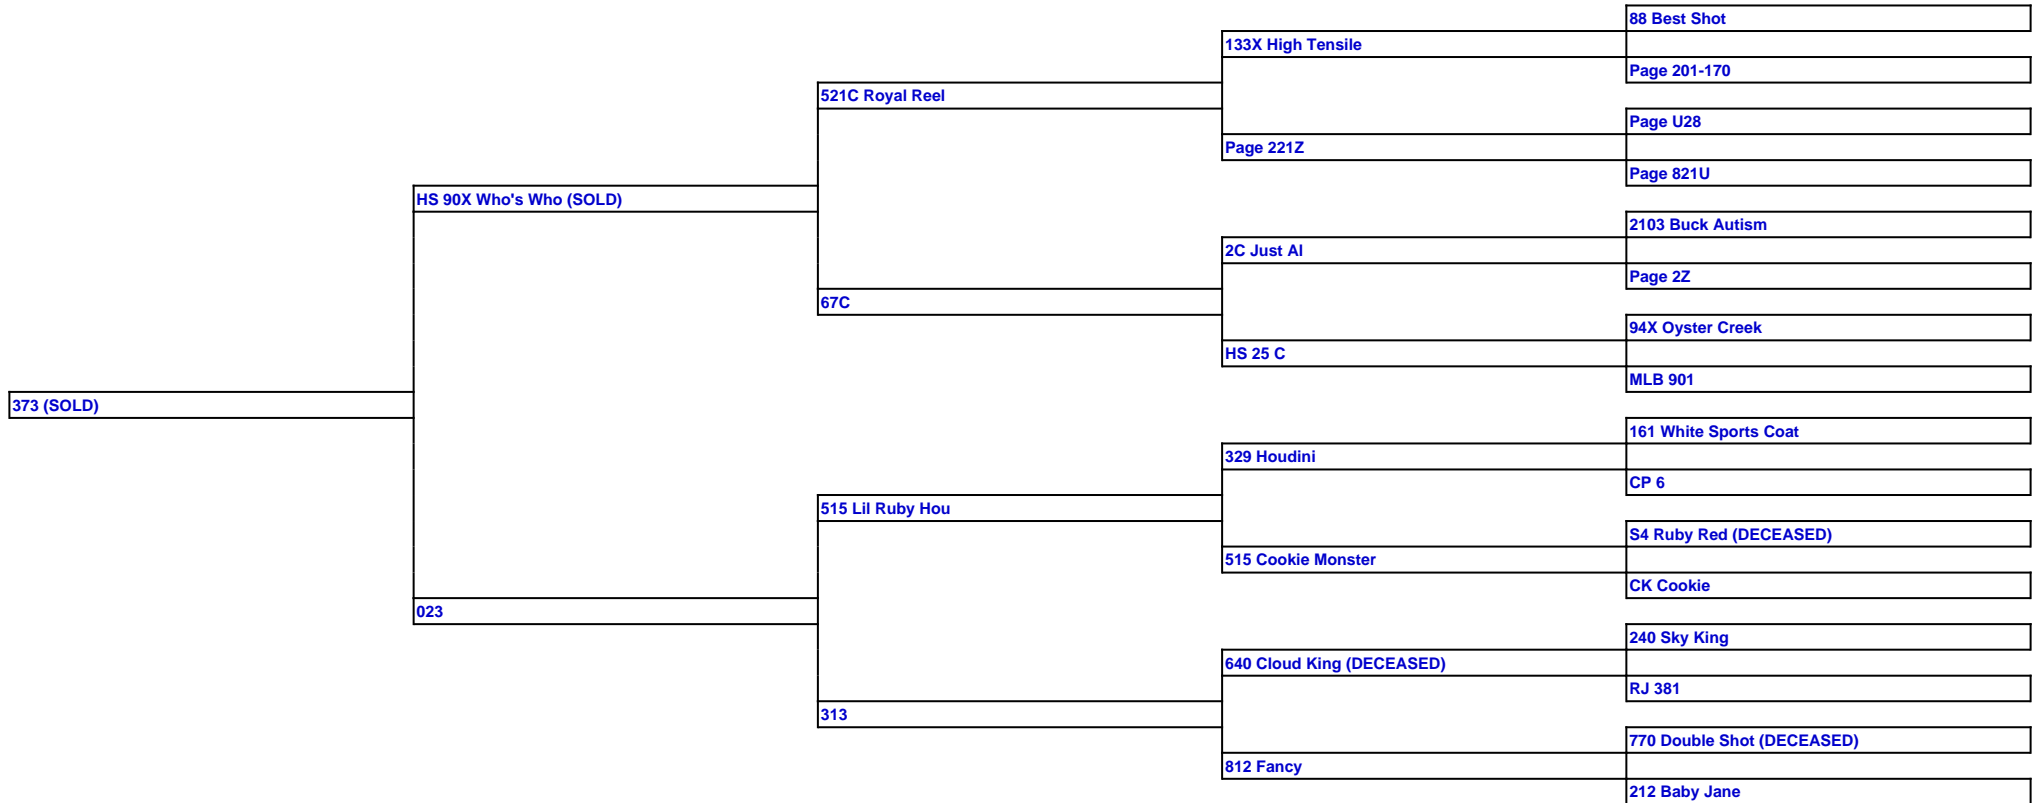 88 Best Shot
133X High Tensile
Page 201-170
521C Royal Reel
Page U28
Page 221Z
Page 821U
HS 90X Who's Who (SOLD)
2103 Buck Autism
2C Just AI
Page 2Z
67C
94X Oyster Creek
HS 25 C
MLB 901
373 (SOLD)
161 White Sports Coat
329 Houdini
CP 6
515 Lil Ruby Hou
S4 Ruby Red (DECEASED)
515 Cookie Monster
CK Cookie
023
240 Sky King
640 Cloud King (DECEASED)
RJ 381
313
770 Double Shot (DECEASED)
812 Fancy
212 Baby Jane